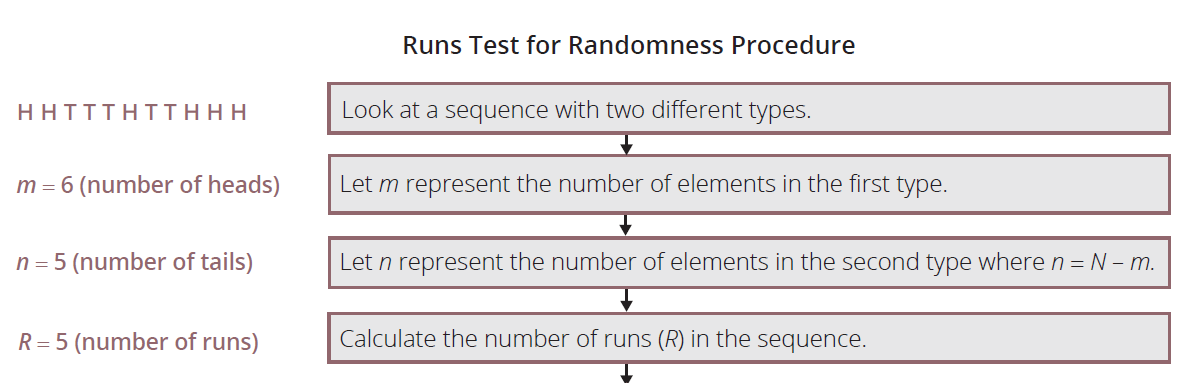 Runs Test for Randomness Procedure
H H T T T H T T H H H
Look at a sequence with two different types.
m = 6 (number of heads)
Let m represent the number of elements in the first type.
n = 5 (number of tails)
Let n represent the number of elements in the second type where n = N – m.
R = 5 (number of runs)
Calculate the number of runs (R) in the sequence.